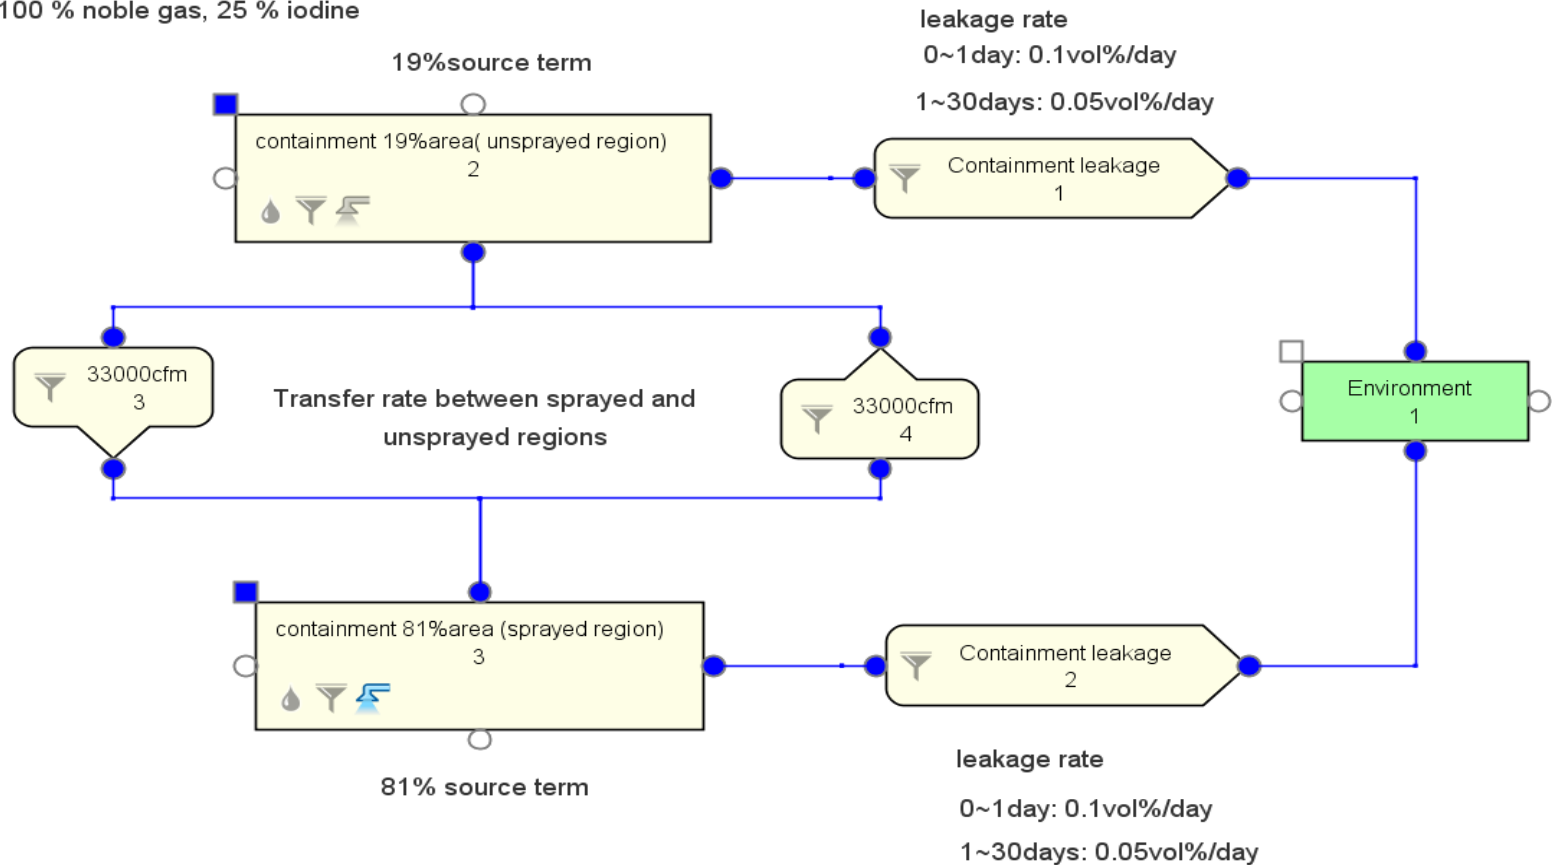 100 % noble gas, 25 % iodine
leakage rate
0~1day: 0.1vol%/day
1~30days: 0.05vol%/day
19%source term
containment 19%area( unsprayed region)
2
Containment leakage
1
33000cfm
3
Transfer rate between sprayed and
unsprayed regions
33000cfm
4
Environment
1
containment 81%area (sprayed region)
3
Containment leakage
2
81% source term
leakage rate
0~1day: 0.1vol%/day
1~30days: 0.05vol%/day